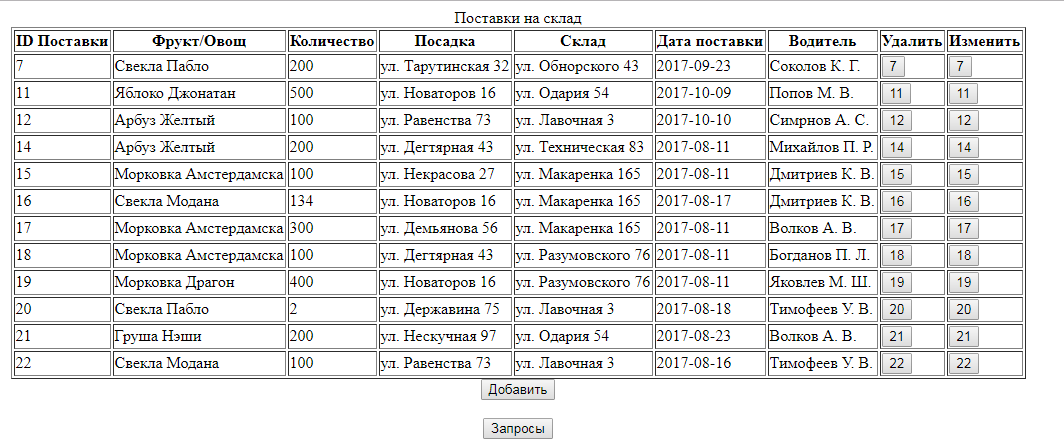 Поставки на склад
ID Поставки Фрукт/Овощ Количество Посадка Склад Дата поставки Водитель Удалить Изменить
7 Свекла Пабло 200 ул. Тарутинская 32 ул. Обнорского 43 2017-09-23 Соколов К. Г. 7 7
11 Яблоко Джонатан 500 ул. Новаторов 16 ул. Одария 54 2017-10-09 Попов М. В. 11 11
12 Арбуз Желтый 100 ул. Равенства 73 ул. Лавочная 3 2017-10-10 Симрнов А. С. 12 12
14 Арбуз Желтый 200 ул. Дегтярная 43 ул. Техническая 83 2017-08-11 Михайлов П. Р. 14 14
15 Морковка Амстердамска 100 ул. Некрасова 27 ул. Макаренка 165 2017-08-11 Дмитриев К. В. 15 15
16 Свекла Модана 134 ул. Новаторов 16 ул. Макаренка 165 2017-08-17 Дмитриев К. В. 16 16
17 Морковка Амстердамска 300 ул. Демьянова 56 ул. Макаренка 165 2017-08-11 Волков А. В. 17 17
18 Морковка Амстердамска 100 ул. Дегтярная 43 ул. Разумовского 76 2017-08-11 Богданов П. Л. 18 18
19 Морковка Драгон 400 ул. Новаторов 16 ул. Разумовского 76 2017-08-11 Яковлев М. Ш. 19 19
20 Свекла Пабло 2 ул. Державина 75 ул. Лавочная 3 2017-08-18 Тимофеев У. В. 20 20
21 Груша Нэши 200 ул. Нескучная 97 ул. Одария 54 2017-08-23 Волков А. В. 21 21
22 Свекла Модана 100 ул. Равенства 73 ул. Лавочная 3 2017-08-16 Тимофеев У. В. 22 22
Добавить
Запросы